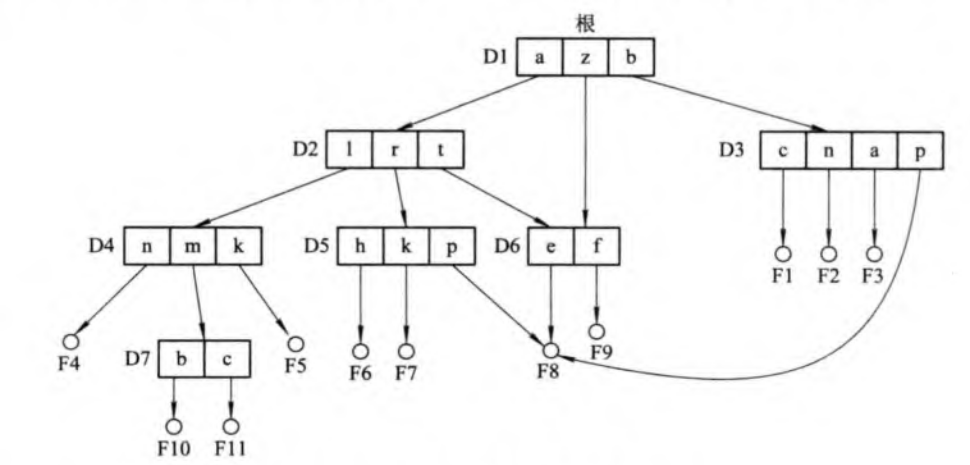 根
D1 a z b
D2 l r t
D3 c n a p
D4 n m k
D5 h k p
D6 e f
F1 F2 F3
F4
D7 b c
F5
F6 F7
F8
F9
F10 F11